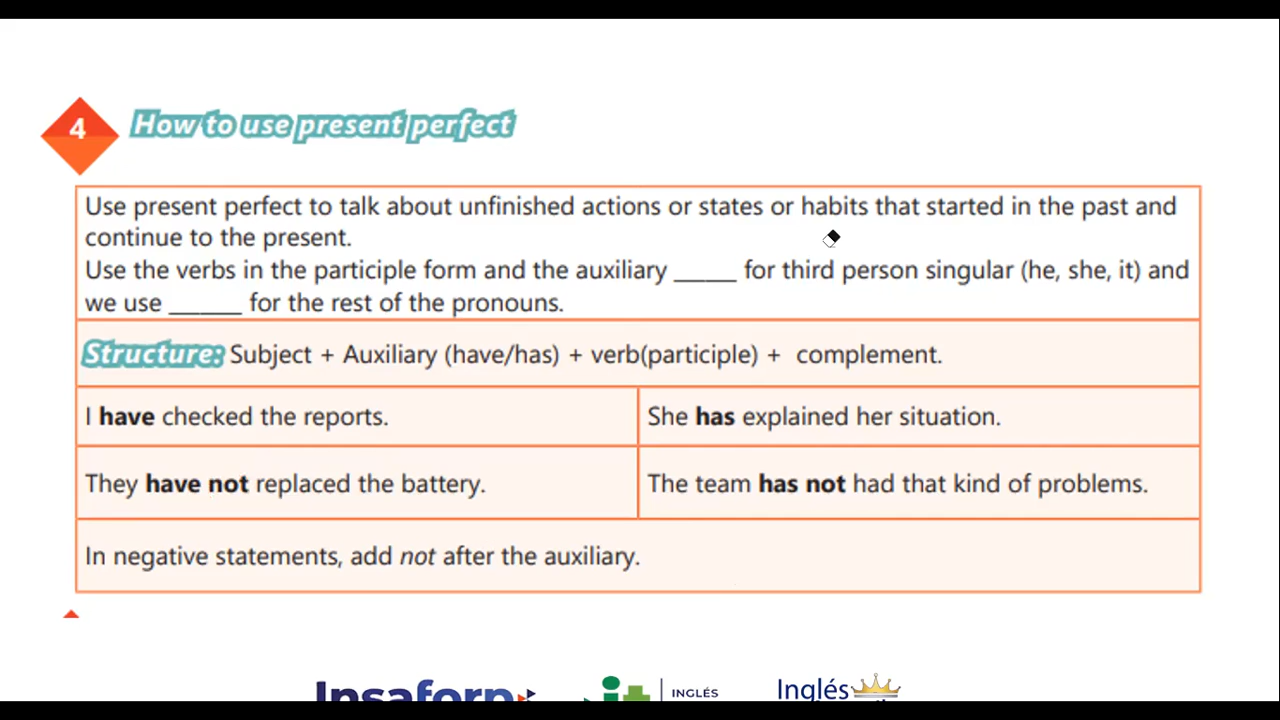 4
How to use present perfect
Use present perfect to talk about unfinished actions or states or habits that started in the past and
continue to the present.
Use the verbs in the participle form and the auxiliary _____ for third person singular (he, she, it) and
we use ______ for the rest of the pronouns.
Structure: Subject + Auxiliary (have/has) + verb(participle) + complement.
I have checked the reports.
She has explained her situation.
They have not replaced the battery.
The team has not had that kind of problems.
In negative statements, add not after the auxiliary.
Insaforp
it
INGLÉS
Inglés